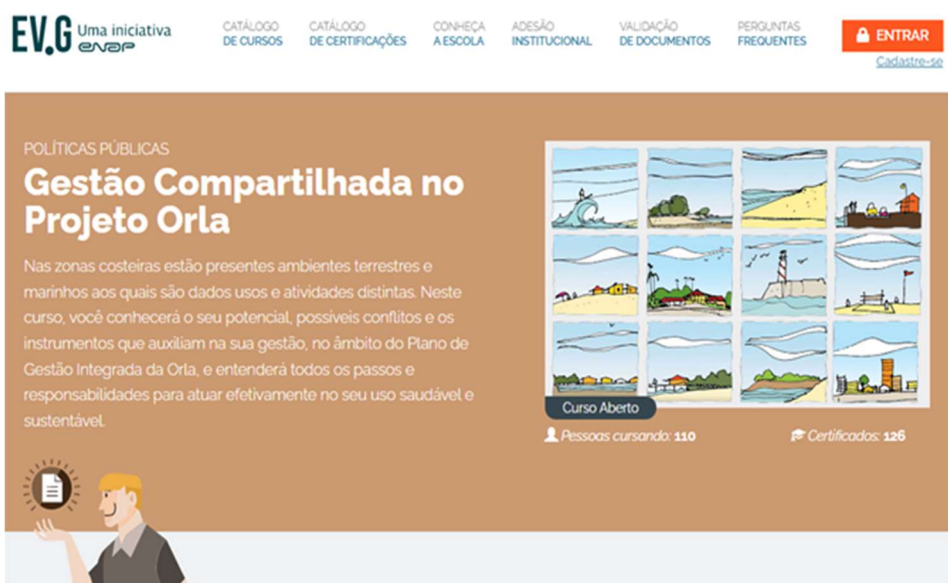 EV.G Uma iniciativa
enap
CATÁLOGO
DE CURSOS
CATÁLOGO
DE CERTIFICAÇÕES
CONHEÇA
A ESCOLA
ADESÃO
INSTITUCIONAL
VALIDAÇÃO
DE DOCUMENTOS
PERGUNTAS
FREQUENTES
ENTRAR
Cadastre-se
POLÍTICAS PÚBLICAS
Gestão Compartilhada no
Projeto Orla
Nas zonas costeiras estão presentes ambientes terrestres e
marinhos aos quais são dados usos e atividades distintas. Neste
curso, você conhecerá o seu potencial, possíveis conflitos e os
instrumentos que auxiliam na sua gestão, no âmbito do Plano de
Gestão Integrada da Orla, e entenderá todos os passos e
responsabilidades para atuar efetivamente no seu uso saudável e
sustentável.
Curso Aberto
Pessoas cursando: 110
Certificados: 126